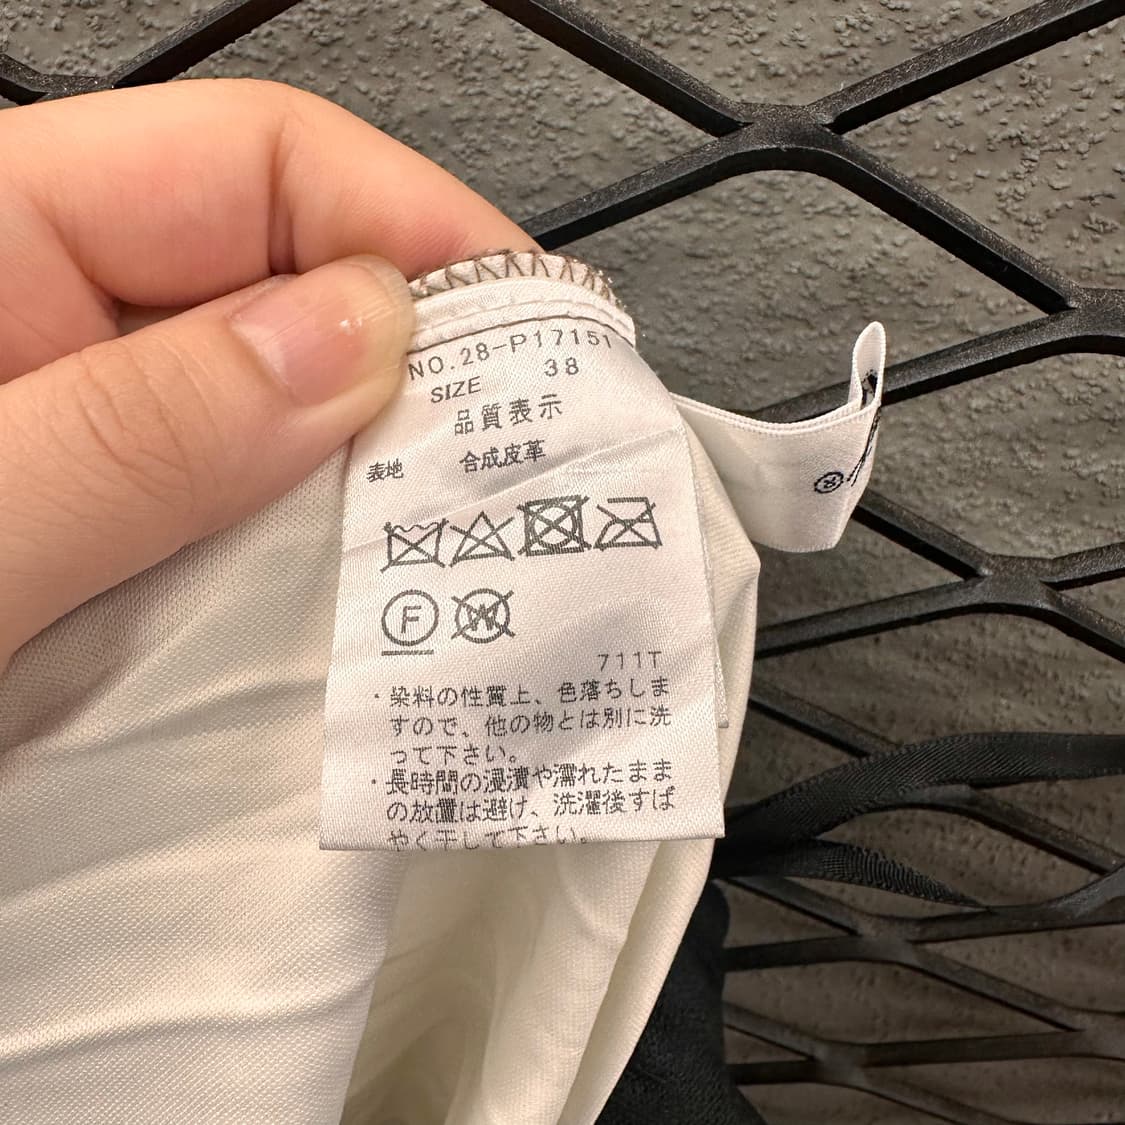 NO.28-P17151
SIZE 38
品質表示
表地 合成皮革
F W
711T
・染料の性質上、色落ちしま
すので、他の物とは別に洗
って下さい。
・長時間の浸漬や濡れたまま
の放置は避け、洗濯後すば
やく干して下さい。